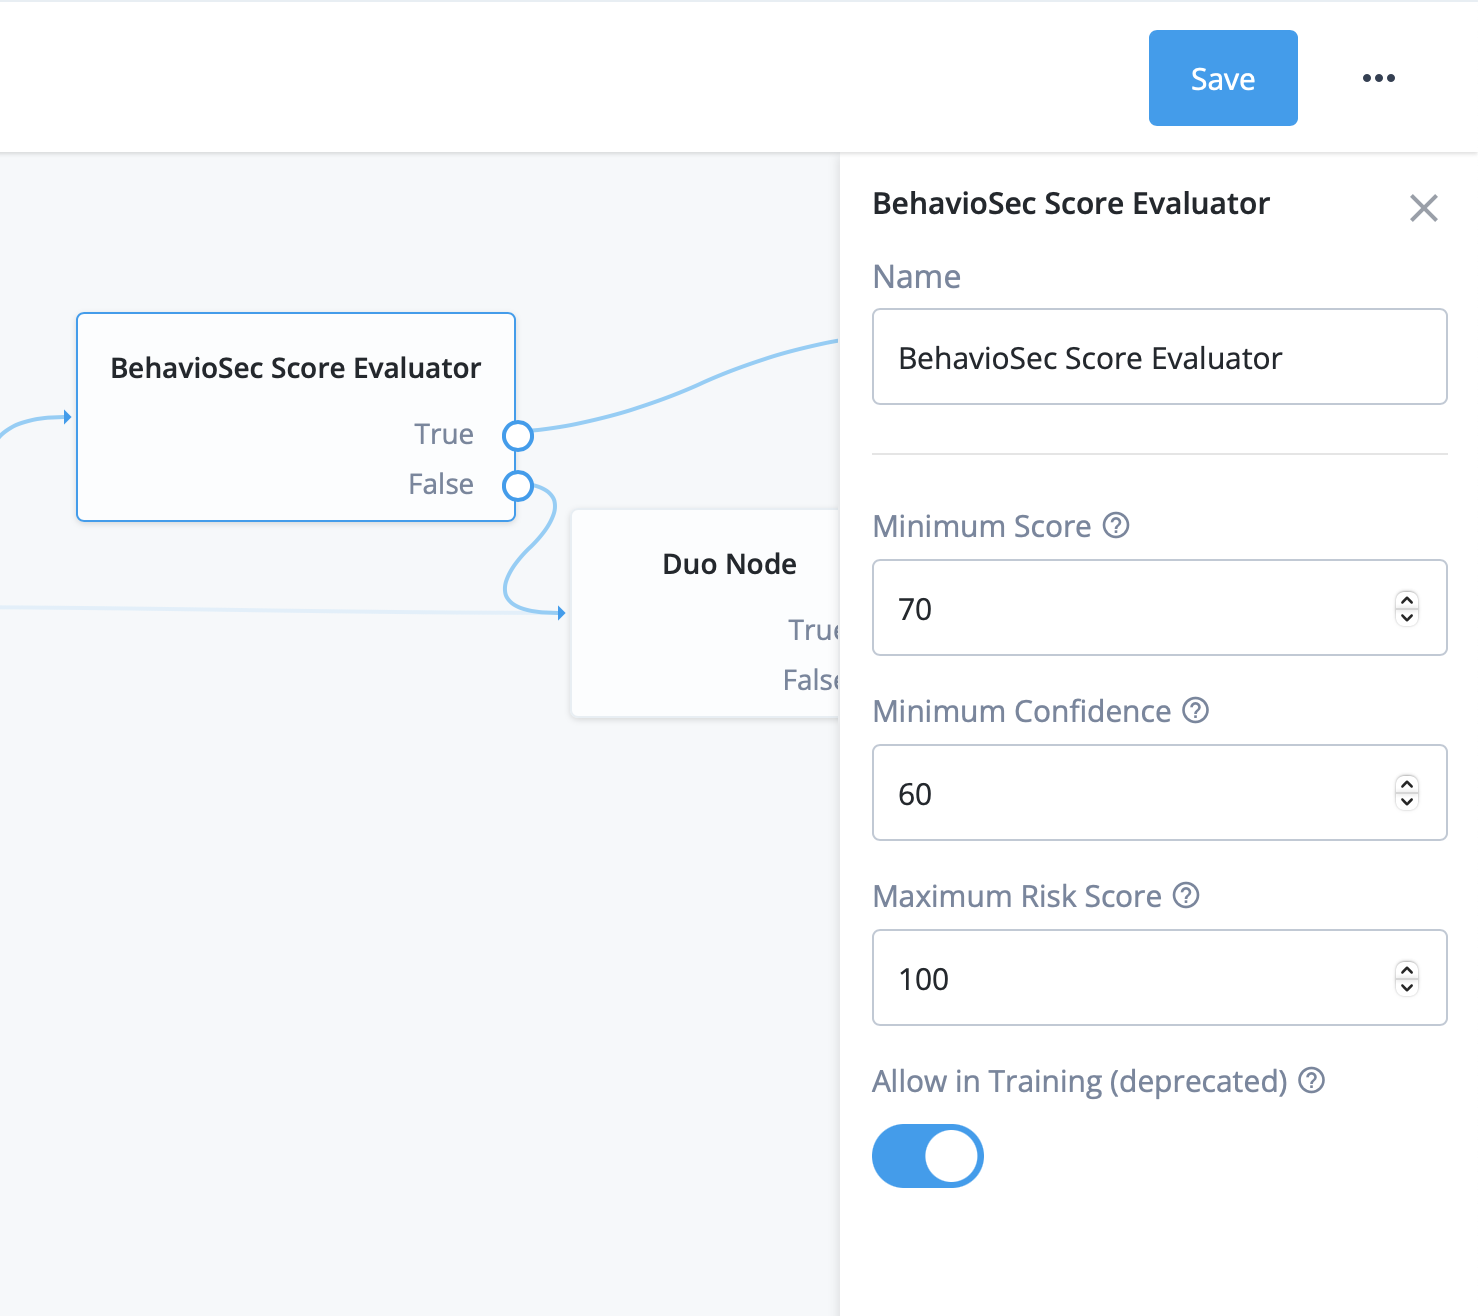 Save
BehavioSec Score Evaluator
True
False
Duo Node
True
False
BehavioSec Score Evaluator
Name
BehavioSec Score Evaluator
Minimum Score
70
Minimum Confidence
60
Maximum Risk Score
100
Allow in Training (deprecated)